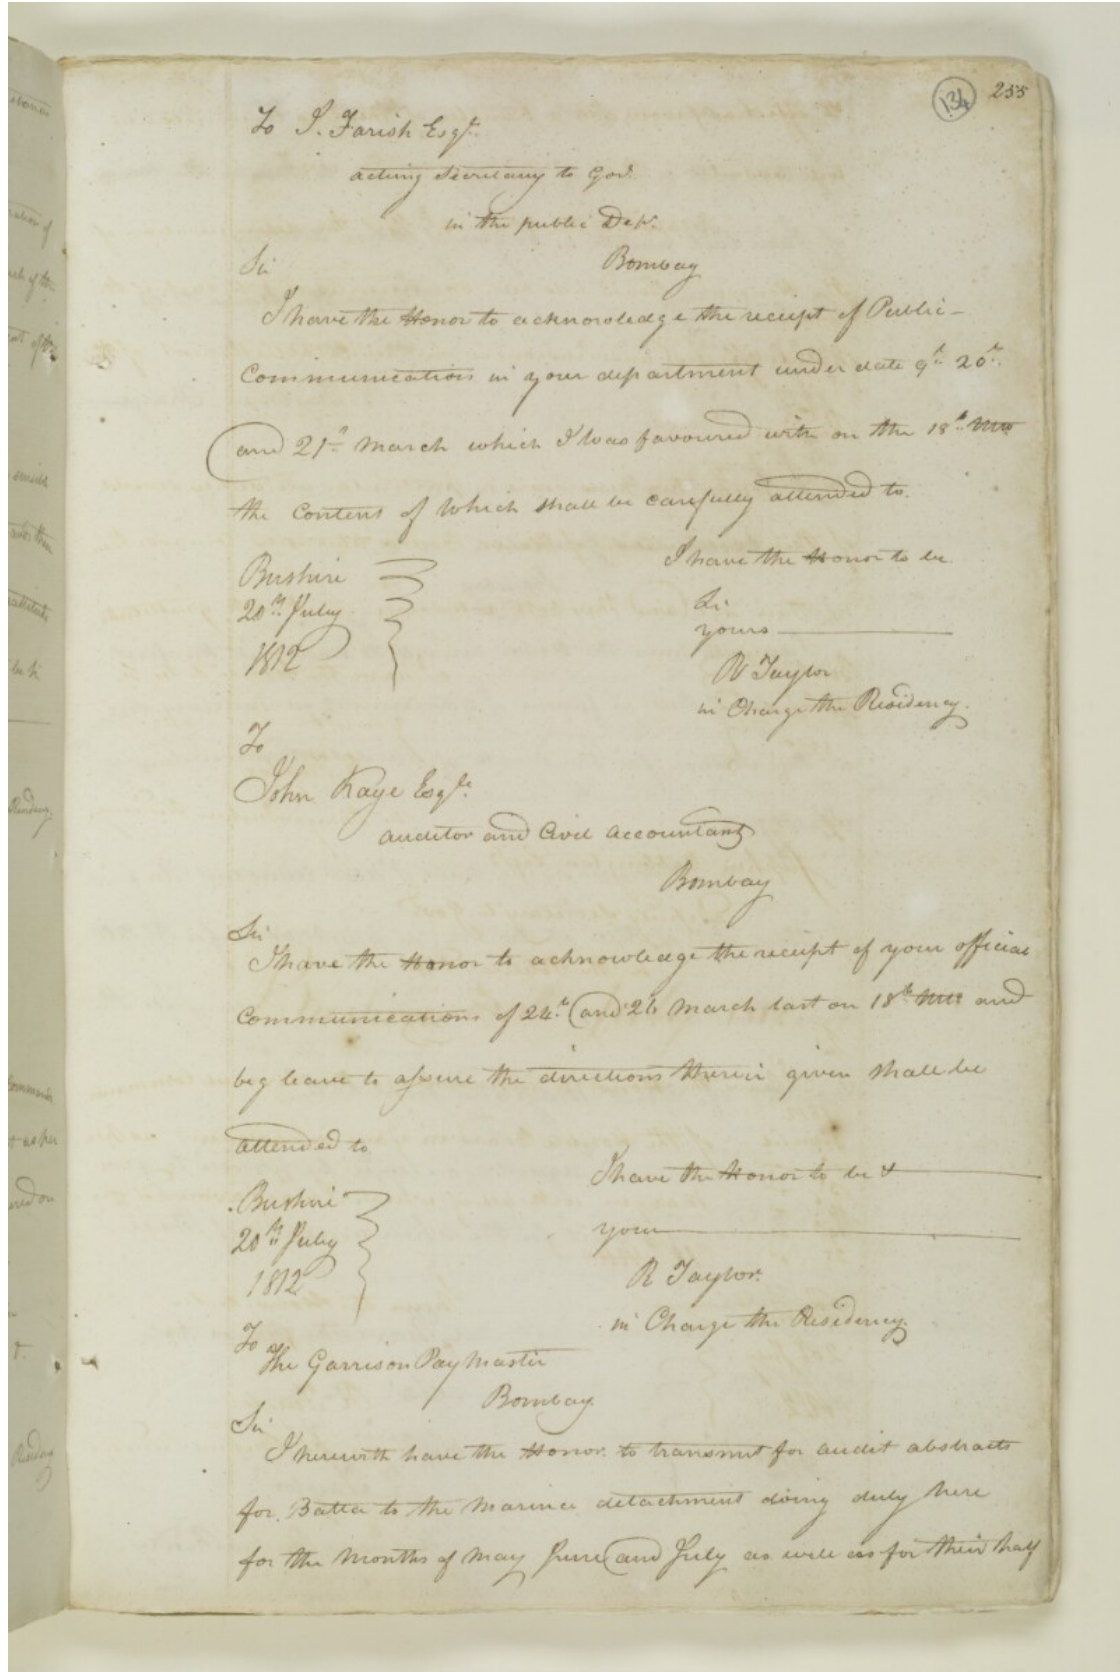 134 255
To J. Farish Esqr.
acting Secretary to Govt.
in the public Dept.
Bombay
Sir
I have the Honor to acknowledge the receipt of Public
Communications in your department under date 9th 20th
and 21st March which I was favoured with on the 18th
the content of which shall be carefully attended to.
I have the Honor to be
Bushire
20th July
1812
Sir
yours
R Taylor
in Charge the Residency.
To
John Kaye Esqre.
auditor and Civil accountant
Bombay
Sir
I have the Honor to acknowledge the receipt of your official
Communications of 24th and 26 March last on 18th and
beg leave to assure the directions therein given shall be
attended to
I have the Honor to be &
Bushire
20th July
1812
your
R Taylor.
in Charge the Residency.
To
The Garrison Pay Master
Bombay.
Sir
I herewith have the Honor to transmit for audit abstracts
for Batta to the Marine detachment doing duty here
for the Months of May June and July as well as for their half